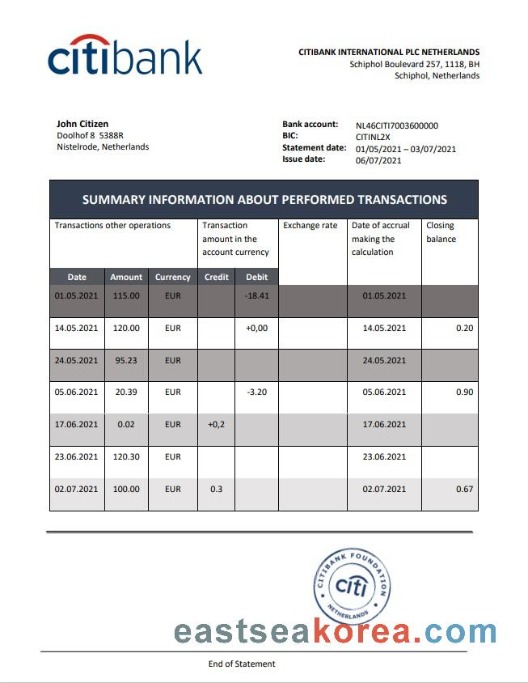 citibank
CITIBANK INTERNATIONAL PLC NETHERLANDS
Schiphol Boulevard 257, 1118, BH
Schiphol, Netherlands
John Citizen
Doolhof 8 5388R
Nistelrode, Netherlands
Bank account: NL46CITI7003600000
BIC: CITINL2X
Statement date: 01/05/2021 – 03/07/2021
Issue date: 06/07/2021
SUMMARY INFORMATION ABOUT PERFORMED TRANSACTIONS
Transactions other operations
Transaction
amount in the
account currency
Exchange rate
Date of accrual
making the
calculation
Closing
balance
Date Amount Currency Credit Debit
01.05.2021 115.00 EUR -18.41 01.05.2021
14.05.2021 120.00 EUR +0,00 14.05.2021 0.20
24.05.2021 95.23 EUR 24.05.2021
05.06.2021 20.39 EUR -3.20 05.06.2021 0.90
17.06.2021 0.02 EUR +0,2 17.06.2021
23.06.2021 120.30 EUR 23.06.2021
02.07.2021 100.00 EUR 0.3 02.07.2021 0.67
CITIBANK FOUNDATION
citi
NETHERLANDS
eastseakorea.com
End of Statement